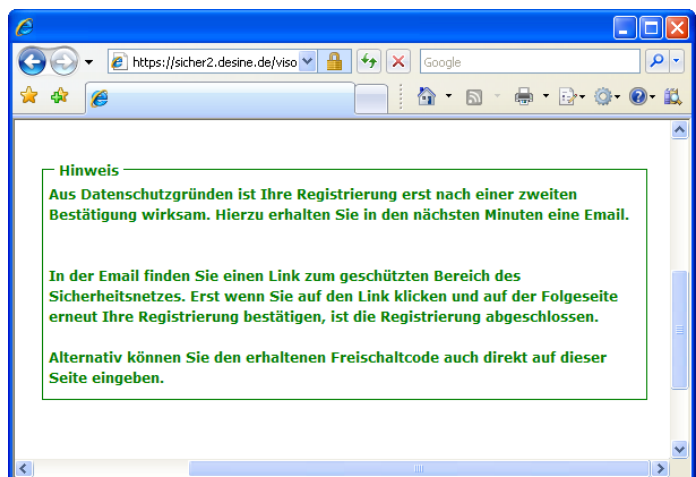 https://sicher2.desine.de/viso
Google
Hinweis
Aus Datenschutzgründen ist Ihre Registrierung erst nach einer zweiten
Bestätigung wirksam. Hierzu erhalten Sie in den nächsten Minuten eine Email.
In der Email finden Sie einen Link zum geschützten Bereich des
Sicherheitsnetzes. Erst wenn Sie auf den Link klicken und auf der Folgeseite
erneut Ihre Registrierung bestätigen, ist die Registrierung abgeschlossen.
Alternativ können Sie den erhaltenen Freischaltcode auch direkt auf dieser
Seite eingeben.